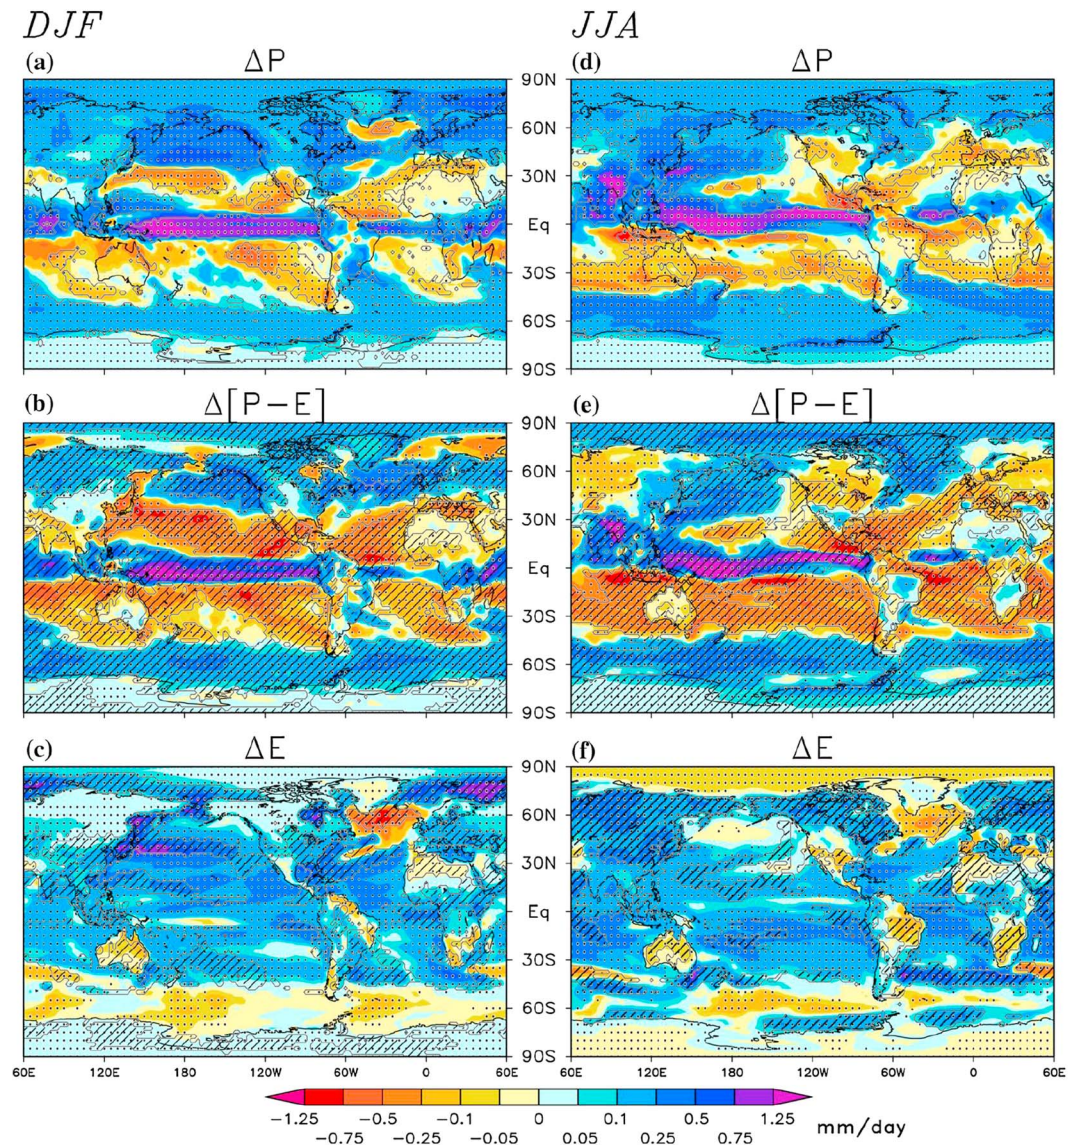 DJF JJA
(a) ΔP (d) ΔP
90N
60N
30N
Eq
30S
60S
90S
(b) Δ[P−E] (e) Δ[P−E]
90N
60N
30N
Eq
30S
60S
90S
(c) ΔE (f) ΔE
90N
60N
30N
Eq
30S
60S
90S
60E 120E 180 120W 60W 0 60E 60E 120E 180 120W 60W 0 60E
−1.25 −0.5 −0.1 0 0.1 0.5 1.25 mm/day
−0.75 −0.25 −0.05 0.05 0.25 0.75